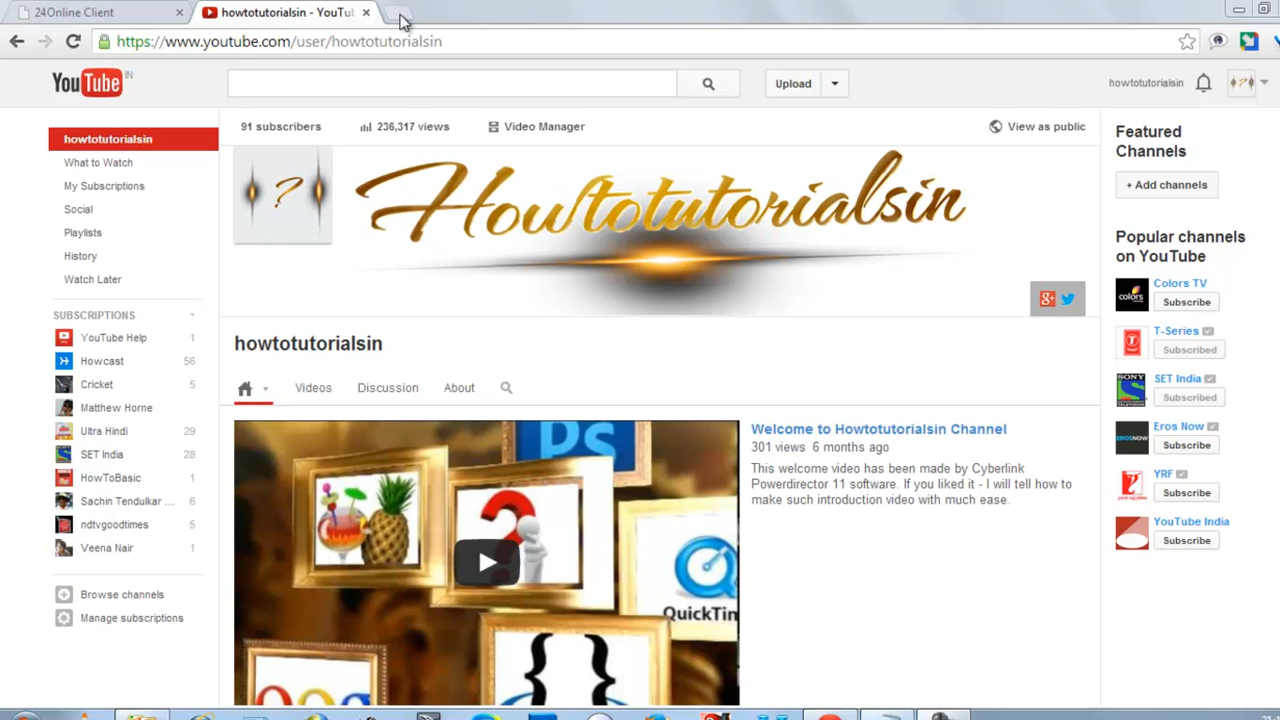 24Online Client
howtotutorialsin - YouTu
https://www.youtube.com/user/howtotutorialsin
YouTube IN
Upload
howtotutorialsin
howtotutorialsin
What to Watch
My Subscriptions
Social
Playlists
History
Watch Later
SUBSCRIPTIONS
YouTube Help 1
Howcast 56
Cricket 5
Matthew Horne
Ultra Hindi 29
SET India 28
HowToBasic 1
Sachin Tendulkar ... 6
ndtvgoodtimes 5
Veena Nair 1
Browse channels
Manage subscriptions
91 subscribers 236,317 views Video Manager View as public
?
Howtotutorialsin
howtotutorialsin
Videos Discussion About
PS
?
QuickTim
{ }
Welcome to Howtotutorialsin Channel
301 views 6 months ago
This welcome video has been made by Cyberlink
Powerdirector 11 software. If you liked it - I will tell how to
make such introduction video with much ease.
Featured
Channels
+ Add channels
Popular channels
on YouTube
colors
Colors TV
Subscribe
T-Series
Subscribed
SONY
SET India
Subscribed
EROSNOW
Eros Now
Subscribe
YRF
Subscribe
YouTube India
Subscribe